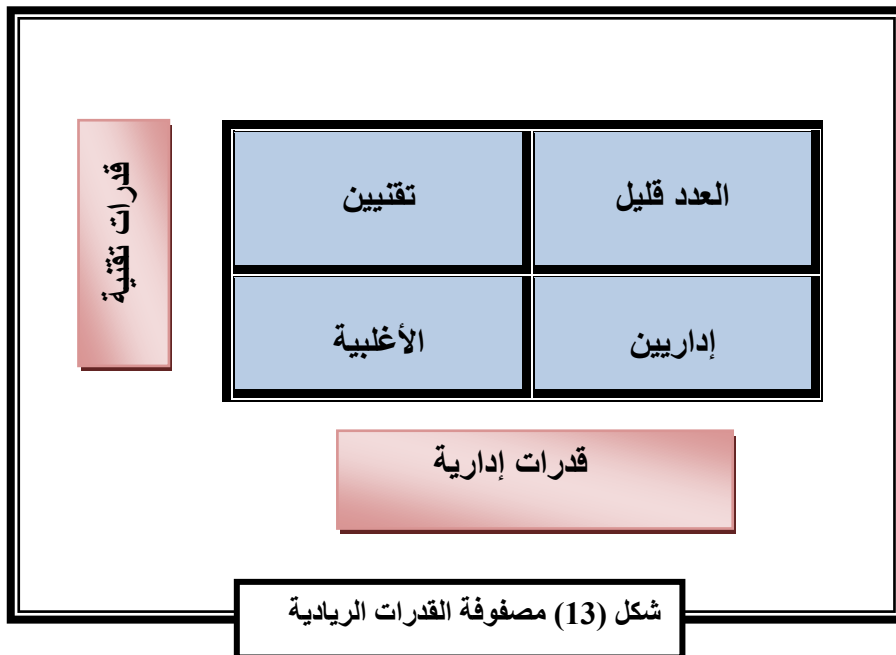 قدرات تقنية
العدد قليل
تقنيين
إداريين
الأغلبية
قدرات إدارية
شكل (13) مصفوفة القدرات الريادية